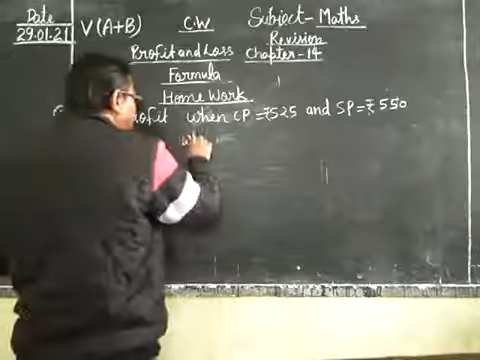 Date V (A+B) C.W Subject- Maths
29.01.21 Revision
Profit and Loss Chapter-14
Formula
Home Work
when CP = ₹525 and SP = ₹550